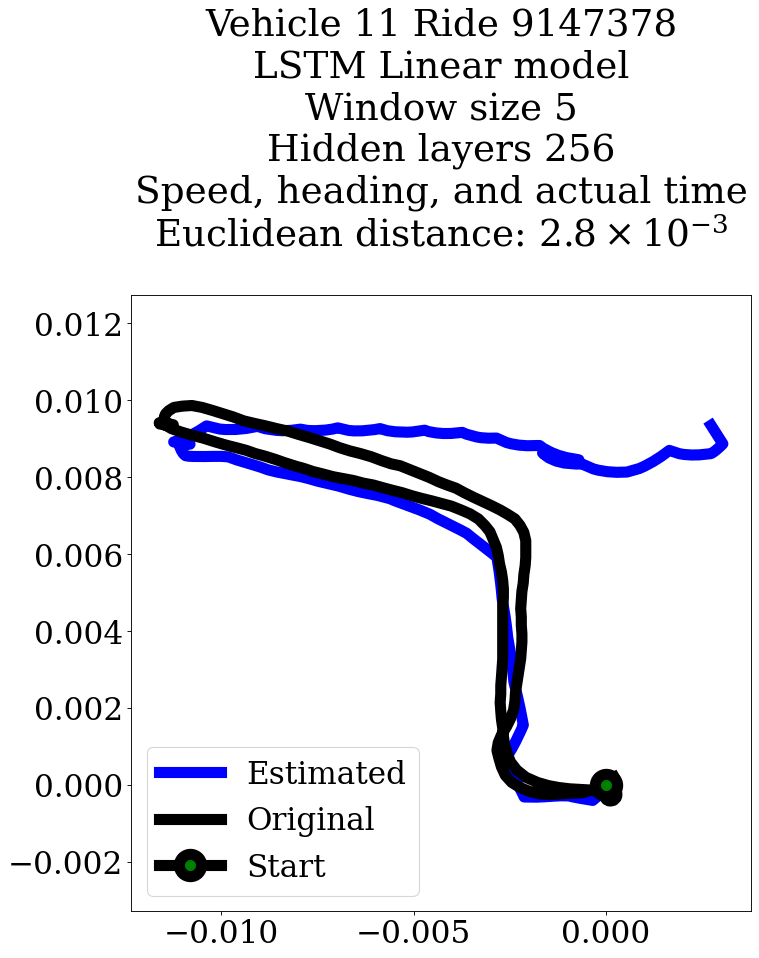 Vehicle 11 Ride 9147378
LSTM Linear model
Window size 5
Hidden layers 256
Speed, heading, and actual time
Euclidean distance: 2.8 × 10⁻³
0.012
0.010
0.008
0.006
0.004
0.002
0.000
−0.002
Estimated
Original
Start
−0.010 −0.005 0.000